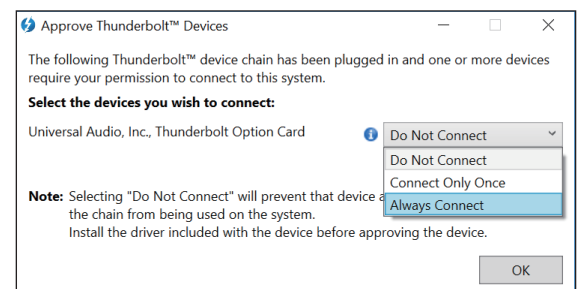 Approve Thunderbolt™ Devices
The following Thunderbolt™ device chain has been plugged in and one or more devices
require your permission to connect to this system.
Select the devices you wish to connect:
Universal Audio, Inc., Thunderbolt Option Card
Do Not Connect
Do Not Connect
Connect Only Once
Always Connect
Note: Selecting "Do Not Connect" will prevent that device
the chain from being used on the system.
Install the driver included with the device before approving the device.
OK